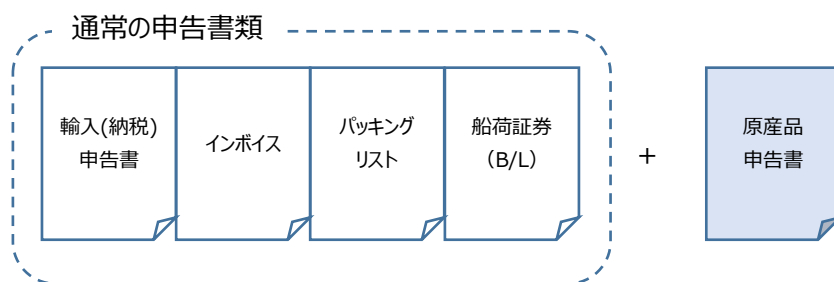 通常の申告書類
輸入(納税)
申告書
インボイス
パッキング
リスト
船荷証券
（B/L）
+
原産品
申告書